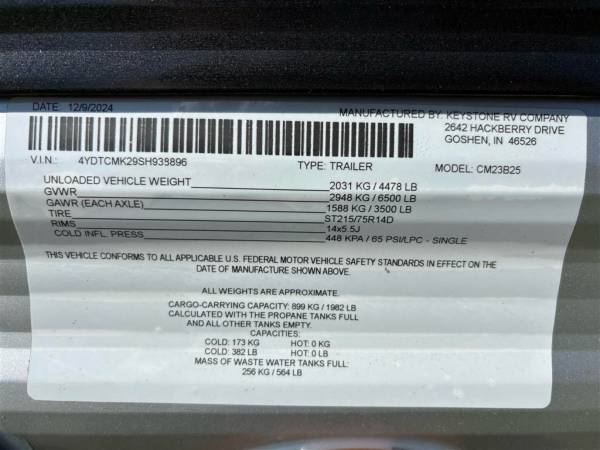 DATE: 12/9/2024
MANUFACTURED BY: KEYSTONE RV COMPANY
2642 HACKBERRY DRIVE
GOSHEN, IN 46526
V.I.N.: 4YDTCMK29SH938896 TYPE: TRAILER MODEL: CM23B25
UNLOADED VEHICLE WEIGHT 2031 KG / 4478 LB
GVWR 2948 KG / 6500 LB
GAWR (EACH AXLE) 1588 KG / 3500 LB
TIRE ST215/75R14D
RIMS 14x5.5J
COLD INFL. PRESS 448 KPA / 65 PSI/LPC - SINGLE
THIS VEHICLE CONFORMS TO ALL APPLICABLE U.S. FEDERAL MOTOR VEHICLE SAFETY STANDARDS IN EFFECT ON THE
DATE OF MANUFACTURE SHOWN ABOVE.
ALL WEIGHTS ARE APPROXIMATE.
CARGO-CARRYING CAPACITY: 899 KG / 1982 LB
CALCULATED WITH THE PROPANE TANKS FULL
AND ALL OTHER TANKS EMPTY.
CAPACITIES:
COLD: 173 KG HOT: 0 KG
COLD: 382 LB HOT: 0 LB
MASS OF WASTE WATER TANKS FULL:
256 KG / 564 LB